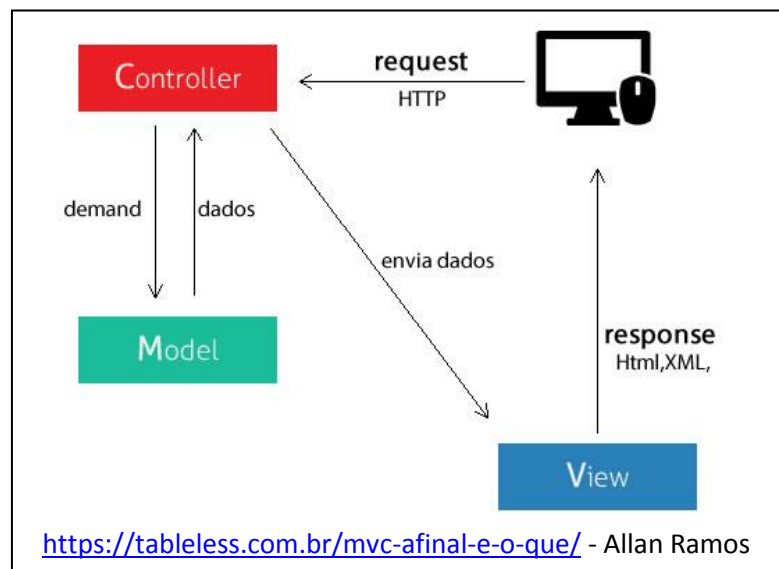 request
Controller
HTTP
demand
dados
envia dados
Model
response
Html,XML,
View
https://tableless.com.br/mvc-afinal-e-o-que/ - Allan Ramos